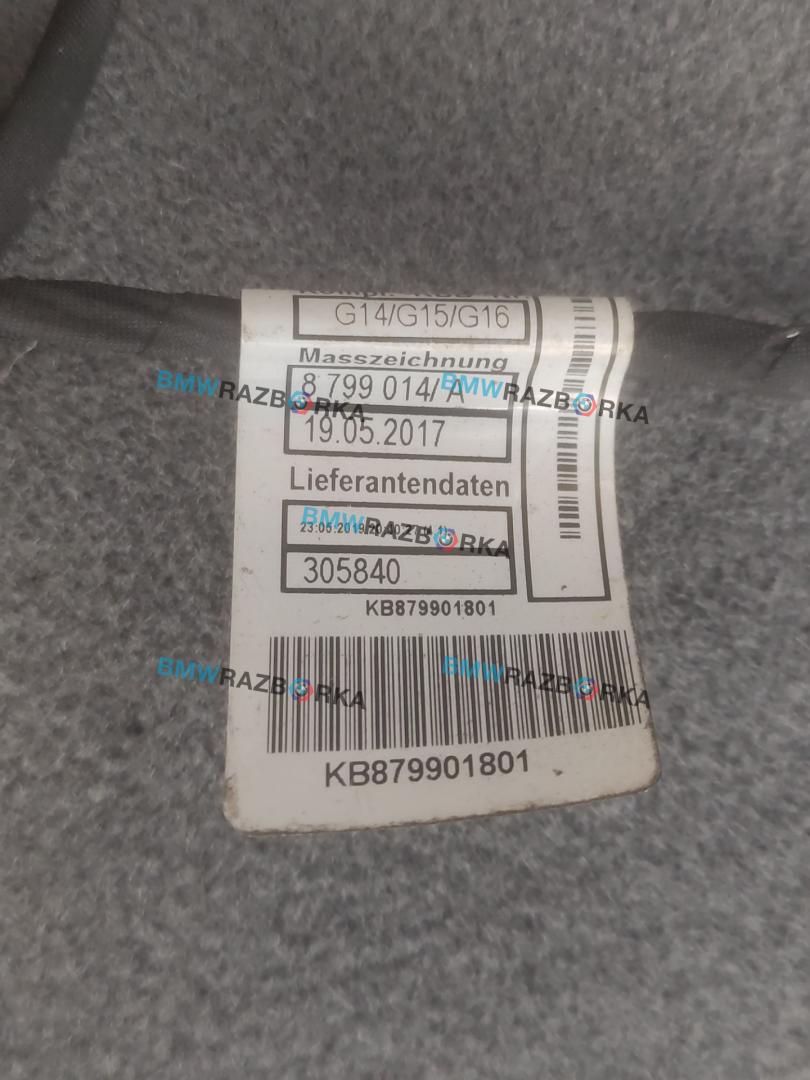 G14/G15/G16
Masszeichnung
8 799 014/ A
BMWRAZBORKA
BMWRAZBORKA
19.05.2017
Lieferantendaten
BMWRAZBORKA
305840
KB879901801
BMWRAZBORKA
BMWRAZBORKA
KB879901801